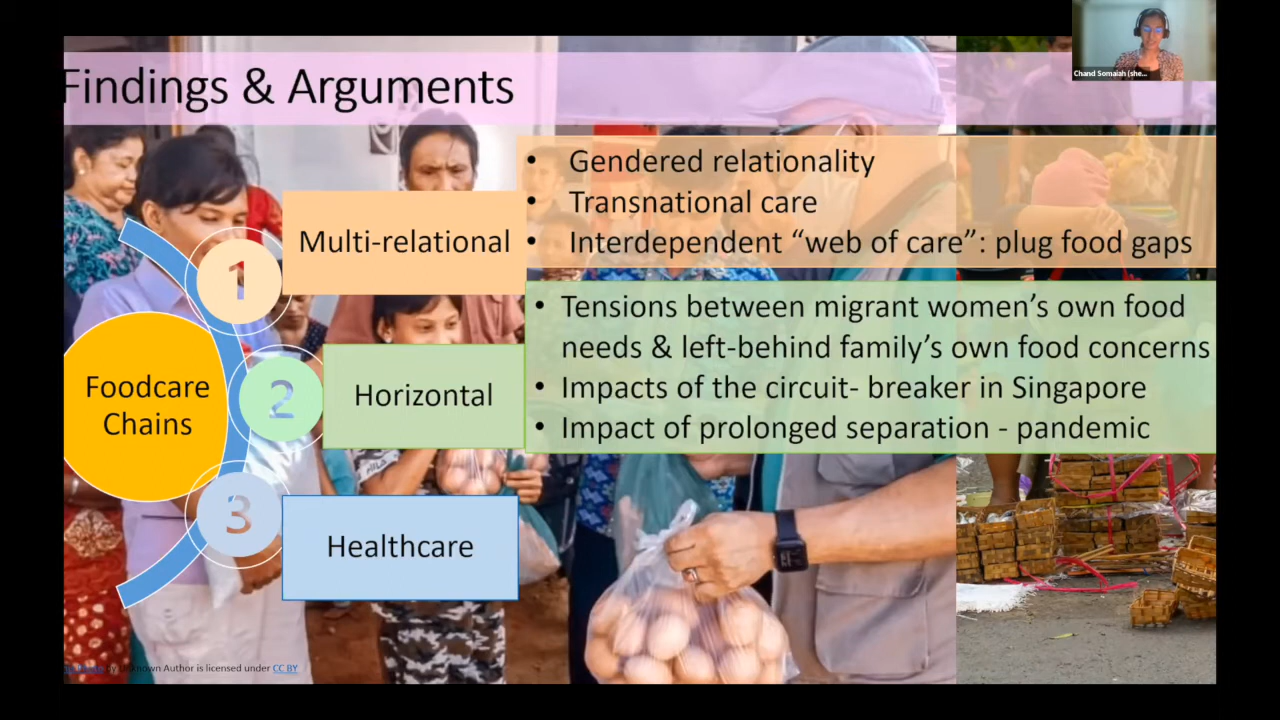 Findings & Arguments
Chand Somaiah (she...
Foodcare
Chains
1
Multi-relational
• Gendered relationality
• Transnational care
• Interdependent “web of care”: plug food gaps
2
Horizontal
• Tensions between migrant women’s own food
needs & left-behind family’s own food concerns
• Impacts of the circuit- breaker in Singapore
• Impact of prolonged separation - pandemic
3
Healthcare
Author is licensed under CC BY